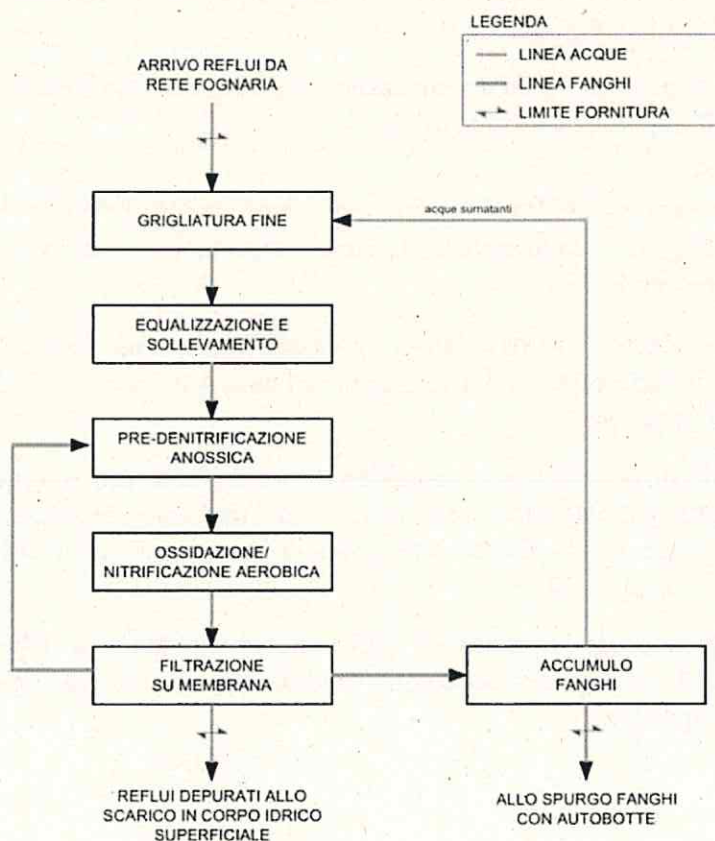 LEGENDA
LINEA ACQUE
LINEA FANGHI
LIMITE FORNITURA
ARRIVO REFLUI DA
RETE FOGNARIA
GRIGLIATURA FINE
acque surnatanti
EQUALIZZAZIONE E
SOLLEVAMENTO
PRE-DENITRIFICAZIONE
ANOSSICA
OSSIDAZIONE/
NITRIFICAZIONE AEROBICA
FILTRAZIONE
SU MEMBRANA
ACCUMULO
FANGHI
REFLUI DEPURATI ALLO
SCARICO IN CORPO IDRICO
SUPERFICIALE
ALLO SPURGO FANGHI
CON AUTOBOTTE